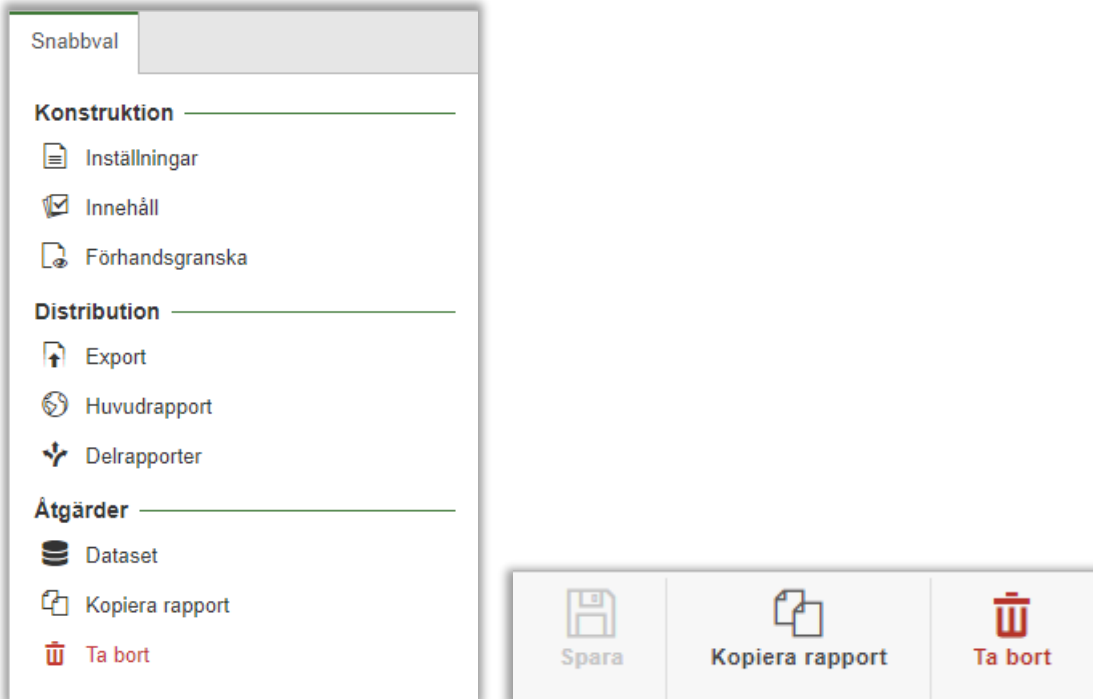 Snabbval
Konstruktion
Inställningar
Innehåll
Förhandsgranska
Distribution
Export
Huvudrapport
Delrapporter
Åtgärder
Dataset
Kopiera rapport
Ta bort
Spara
Kopiera rapport
Ta bort